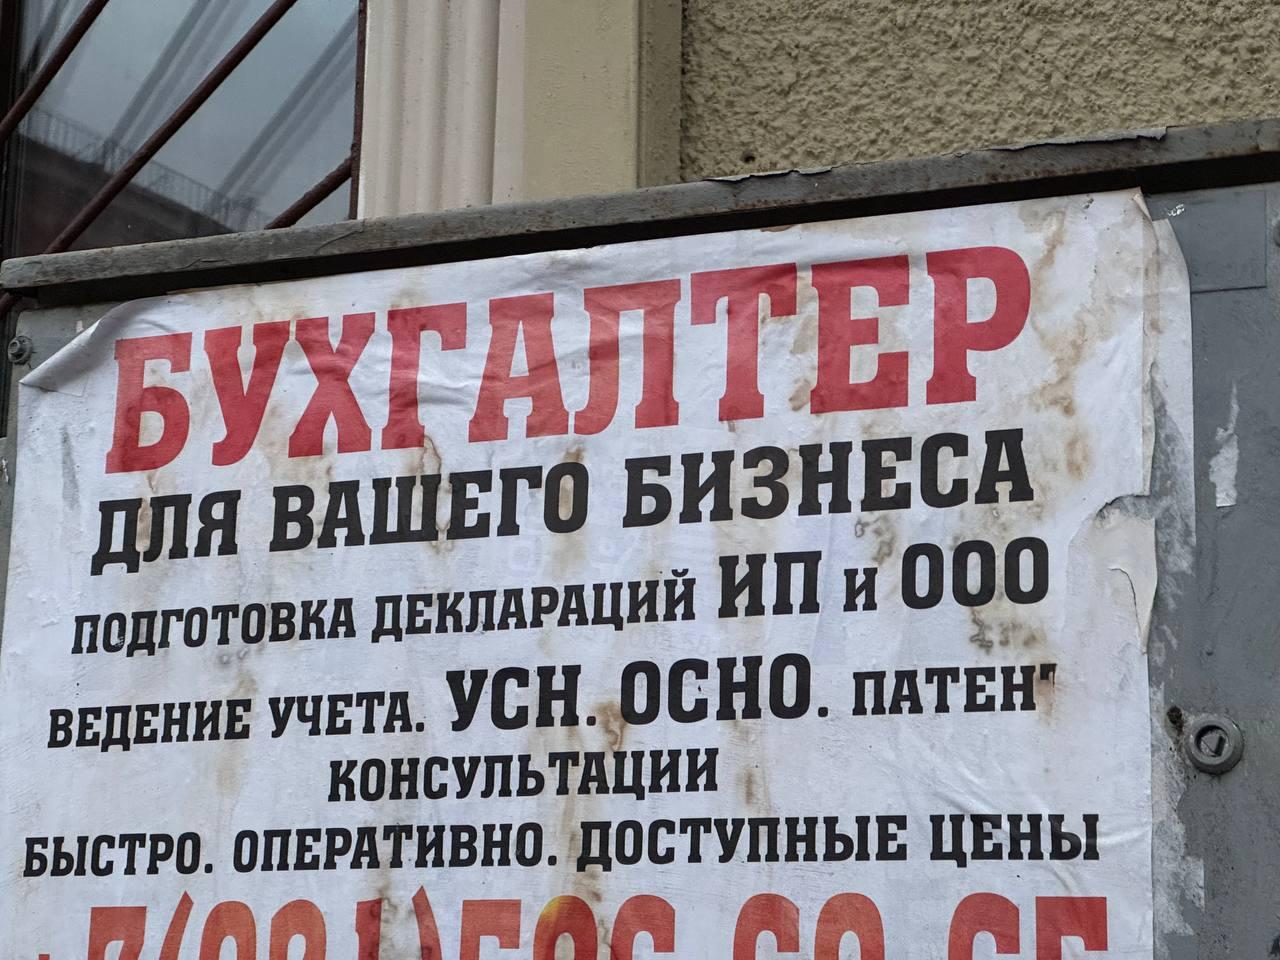 БУХГАЛТЕР
ДЛЯ ВАШЕГО БИЗНЕСА
ПОДГОТОВКА ДЕКЛАРАЦИЙ ИП И ООО
ВЕДЕНИЕ УЧЕТА. УСН. ОСНО. ПАТЕНТ
КОНСУЛЬТАЦИИ
БЫСТРО. ОПЕРАТИВНО. ДОСТУПНЫЕ ЦЕНЫ